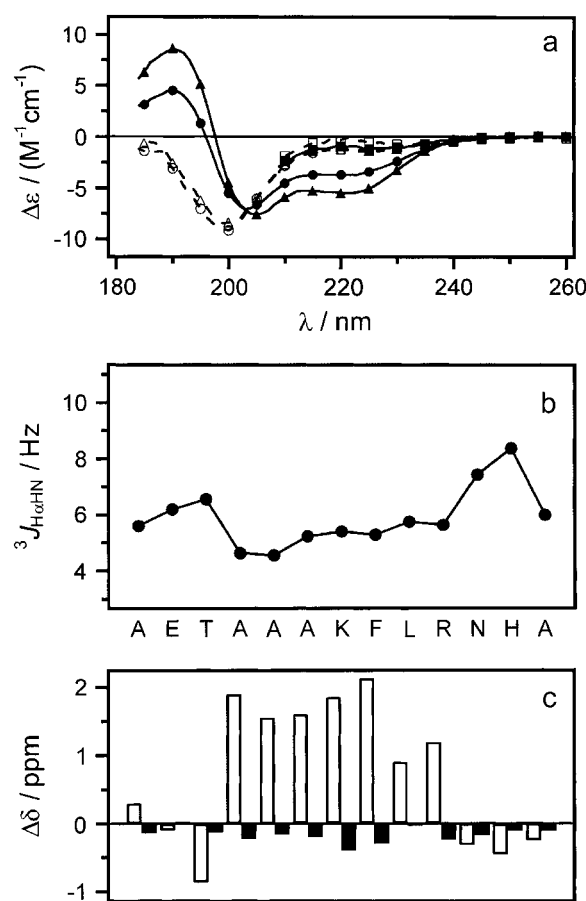 a
10
5
0
-5
-10
Δε / (M⁻¹cm⁻¹)
180 200 220 240 260
λ / nm
b
10
8
6
4
³J_HαHN / Hz
A E T A A A K F L R N H A
c
2
1
0
-1
Δδ / ppm